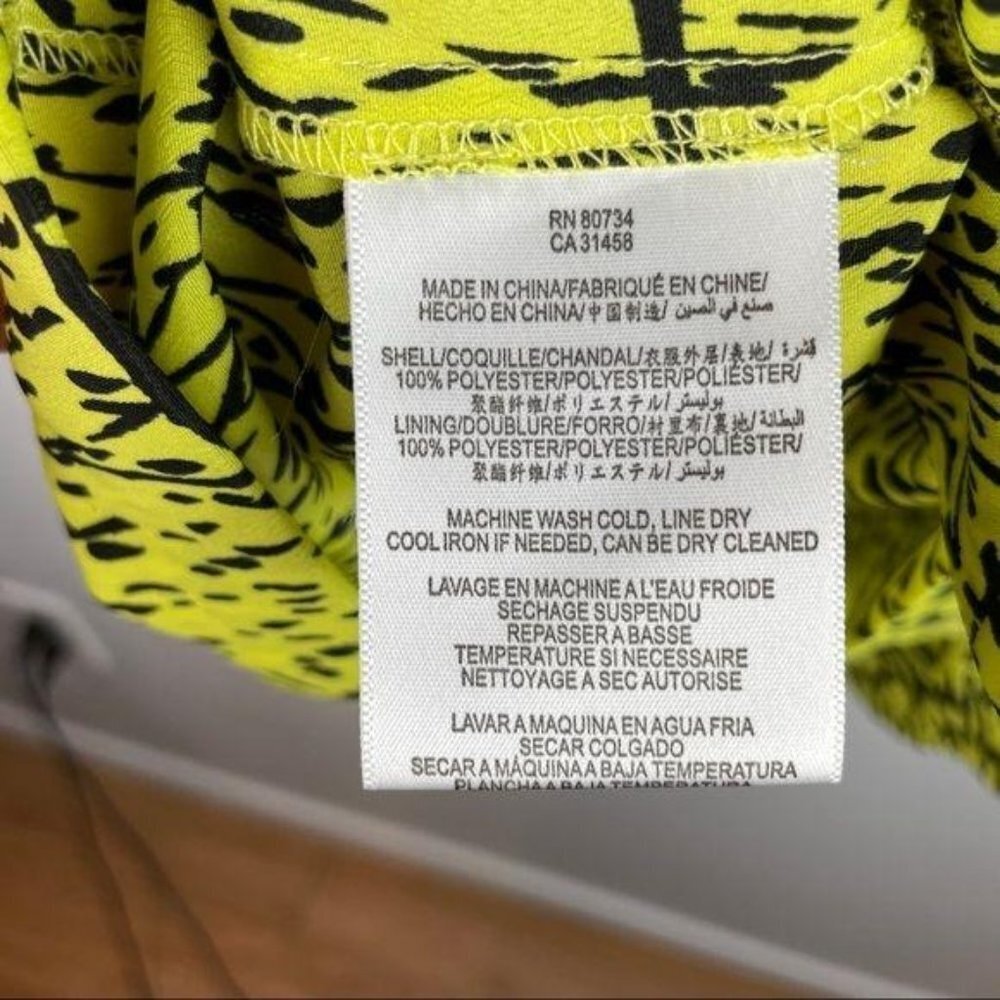 RN 80734
CA 31458
MADE IN CHINA/FABRIQUÉ EN CHINE/
HECHO EN CHINA/中国制造/ صنع في الصين
SHELL/COQUILLE/CHANDAL/衣服外层/表地/ قشرة
100% POLYESTER/POLYESTER/POLIÉSTER/
聚酯纤维/ポリエステル/ بوليستر
LINING/DOUBLURE/FORRO/衬里布/裏地/ البطانة
100% POLYESTER/POLYESTER/POLIÉSTER/
聚酯纤维/ポリエステル/ بوليستر
MACHINE WASH COLD, LINE DRY
COOL IRON IF NEEDED, CAN BE DRY CLEANED
LAVAGE EN MACHINE A L'EAU FROIDE
SECHAGE SUSPENDU
REPASSER A BASSE
TEMPERATURE SI NECESSAIRE
NETTOYAGE A SEC AUTORISE
LAVAR A MAQUINA EN AGUA FRIA
SECAR COLGADO
SECAR A MÁQUINA A BAJA TEMPERATURA
PLANCHA A BAJA TEMPERATURA